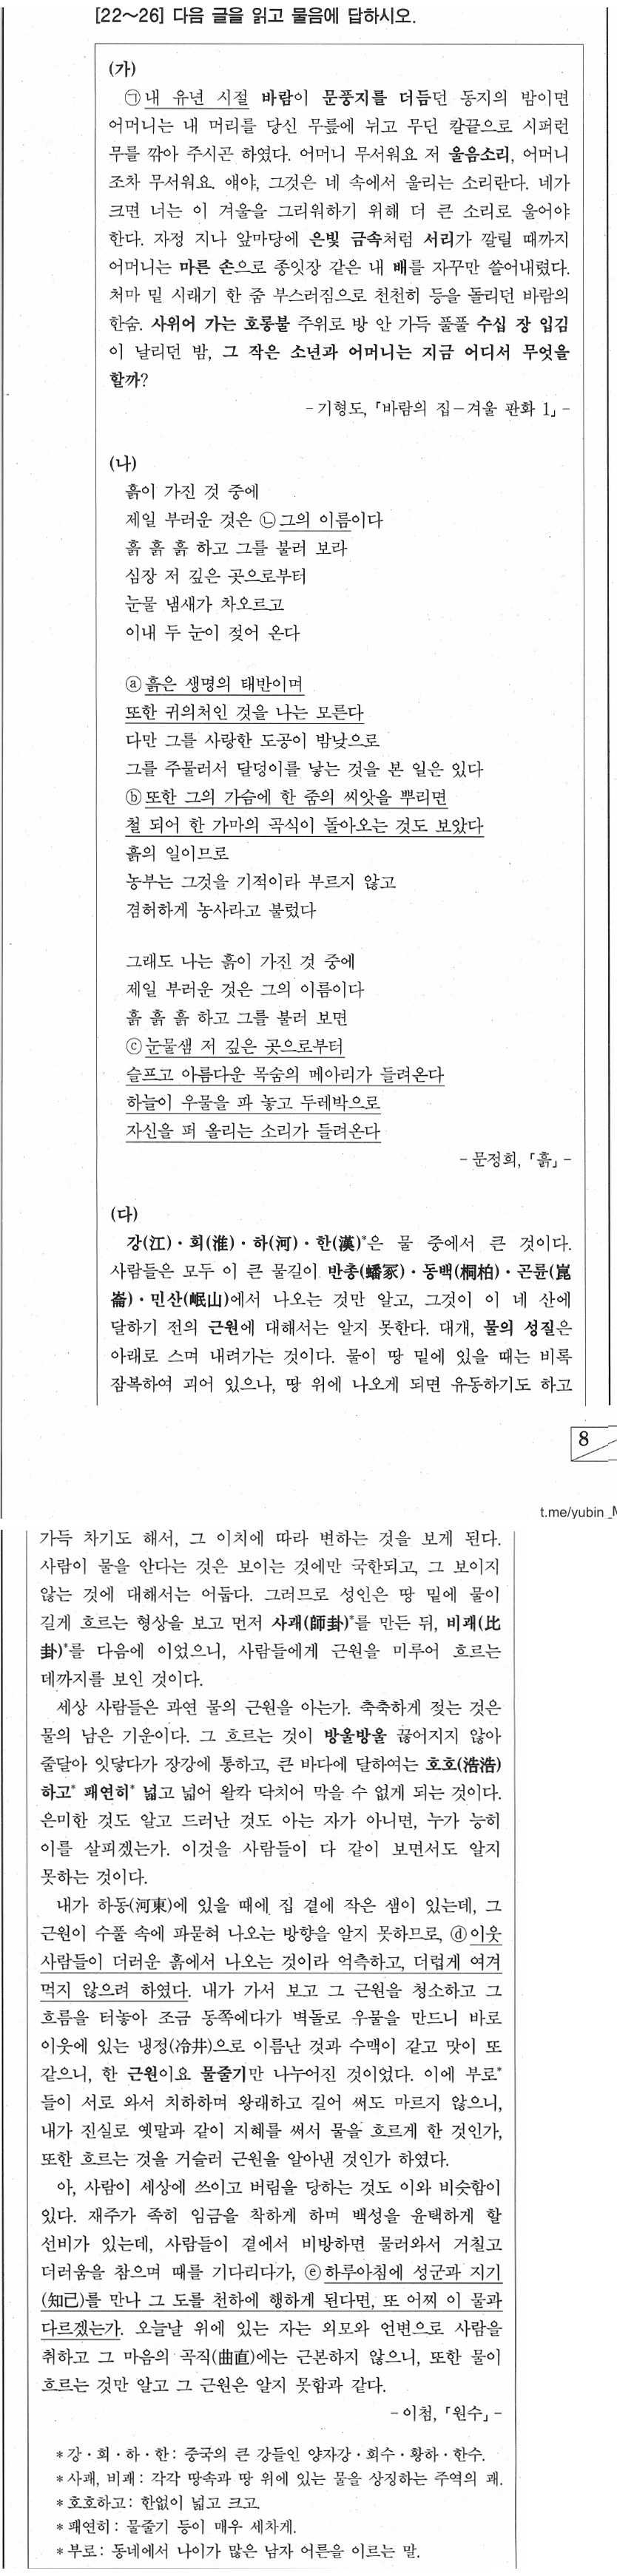 [22～26] 다음 글을 읽고 물음에 답하시오.
(가)
㉠내 유년 시절 바람이 문풍지를 더듬던 동지의 밤이면
어머니는 내 머리를 당신 무릎에 뉘고 무딘 칼끝으로 시퍼런
무를 깎아 주시곤 하였다. 어머니 무서워요 저 울음소리, 어머니
조차 무서워요. 얘야, 그것은 네 속에서 울리는 소리란다. 네가
크면 너는 이 겨울을 그리워하기 위해 더 큰 소리로 울어야
한다. 자정 지나 앞마당에 은빛 금속처럼 서리가 깔릴 때까지
어머니는 마른 손으로 종잇장 같은 내 배를 자꾸만 쓸어내렸다.
처마 밑 시래기 한 줌 부스러짐으로 천천히 등을 돌리던 바람의
한숨. 사위어 가는 호롱불 주위로 방 안 가득 풀풀 수십 장 입김
이 날리던 밤, 그 작은 소년과 어머니는 지금 어디서 무엇을
할까?
- 기형도, 「바람의 집－겨울 판화 1」 -
(나)
흙이 가진 것 중에
제일 부러운 것은 ㉡그의 이름이다
흙 흙 흙 하고 그를 불러 보라
심장 저 깊은 곳으로부터
눈물 냄새가 차오르고
이내 두 눈이 젖어 온다
ⓐ흙은 생명의 태반이며
또한 귀의처인 것을 나는 모른다
다만 그를 사랑한 도공이 밤낮으로
그를 주물러서 달덩이를 낳는 것을 본 일은 있다
ⓑ또한 그의 가슴에 한 줌의 씨앗을 뿌리면
철 되어 한 가마의 곡식이 돌아오는 것도 보았다
흙의 일이므로
농부는 그것을 기적이라 부르지 않고
겸허하게 농사라고 불렀다
그래도 나는 흙이 가진 것 중에
제일 부러운 것은 그의 이름이다
흙 흙 흙 하고 그를 불러 보면
ⓒ눈물샘 저 깊은 곳으로부터
슬프고 아름다운 목숨의 메아리가 들려온다
하늘이 우물을 파 놓고 두레박으로
자신을 퍼 올리는 소리가 들려온다
- 문정희, 「흙」 -
(다)
강(江)·회(淮)·하(河)·한(漢)*은 물 중에서 큰 것이다.
사람들은 모두 이 큰 물길이 반총(蟠冢)·동백(桐柏)·곤륜(崑
崙)·민산(岷山)에서 나오는 것만 알고, 그것이 이 네 산에
달하기 전의 근원에 대해서는 알지 못한다. 대개, 물의 성질은
아래로 스며 내려가는 것이다. 물이 땅 밑에 있을 때는 비록
잠복하여 괴어 있으나, 땅 위에 나오게 되면 유동하기도 하고
8
t.me/yubin_M
가득 차기도 해서, 그 이치에 따라 변하는 것을 보게 된다.
사람이 물을 안다는 것은 보이는 것에만 국한되고, 그 보이지
않는 것에 대해서는 어둡다. 그러므로 성인은 땅 밑에 물이
길게 흐르는 형상을 보고 먼저 사괘(師卦)*를 만든 뒤, 비괘(比
卦)*를 다음에 이었으니, 사람들에게 근원을 미루어 흐르는
데까지를 보인 것이다.
세상 사람들은 과연 물의 근원을 아는가. 축축하게 젖는 것은
물의 남은 기운이다. 그 흐르는 것이 방울방울 끊어지지 않아
줄달아 잇닿다가 장강에 통하고, 큰 바다에 달하여는 호호(浩浩)
하고* 패연히* 넓고 넓어 왈칵 닥치어 막을 수 없게 되는 것이다.
은미한 것도 알고 드러난 것도 아는 자가 아니면, 누가 능히
이를 살피겠는가. 이것을 사람들이 다 같이 보면서도 알지
못하는 것이다.
내가 하동(河東)에 있을 때에 집 곁에 작은 샘이 있는데, 그
근원이 수풀 속에 파묻혀 나오는 방향을 알지 못하므로, ⓓ이웃
사람들이 더러운 흙에서 나오는 것이라 억측하고, 더럽게 여겨
먹지 않으려 하였다. 내가 가서 보고 그 근원을 청소하고 그
흐름을 터놓아 조금 동쪽에다가 벽돌로 우물을 만드니 바로
이웃에 있는 냉정(冷井)으로 이름난 것과 수맥이 같고 맛이 또
같으니, 한 근원이요 물줄기만 나누어진 것이었다. 이에 부로*
들이 서로 와서 치하하며 왕래하고 길어 써도 마르지 않으니,
내가 진실로 옛말과 같이 지혜를 써서 물을 흐르게 한 것인가,
또한 흐르는 것을 거슬러 근원을 알아낸 것인가 하였다.
아, 사람이 세상에 쓰이고 버림을 당하는 것도 이와 비슷함이
있다. 재주가 족히 임금을 착하게 하며 백성을 윤택하게 할
선비가 있는데, 사람들이 곁에서 비방하면 물러와서 거칠고
더러움을 참으며 때를 기다리다가, ⓔ하루아침에 성군과 지기
(知己)를 만나 그 도를 천하에 행하게 된다면, 또 어찌 이 물과
다르겠는가. 오늘날 위에 있는 자는 외모와 언변으로 사람을
취하고 그 마음의 곡직(曲直)에는 근본하지 않으니, 또한 물이
흐르는 것만 알고 그 근원은 알지 못함과 같다.
- 이첨, 「원수」 -
*강·회·하·한: 중국의 큰 강들인 양자강·회수·황하·한수.
*사괘, 비괘: 각각 땅속과 땅 위에 있는 물을 상징하는 주역의 괘.
*호호하고: 한없이 넓고 크고.
*패연히: 물줄기 등이 매우 세차게.
*부로: 동네에서 나이가 많은 남자 어른을 이르는 말.